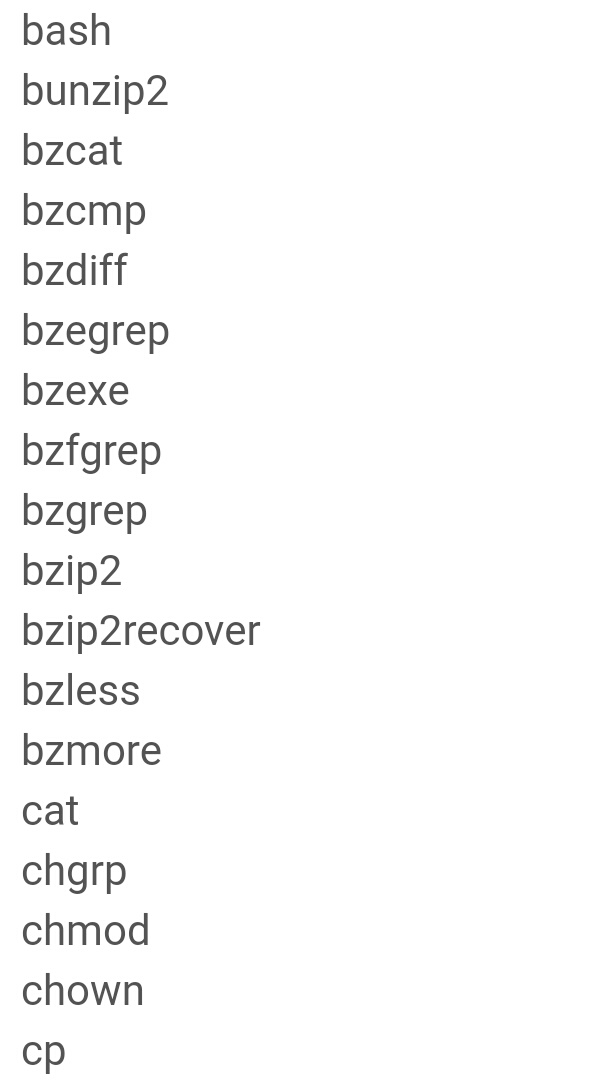 bash
bunzip2
bzcat
bzcmp
bzdiff
bzegrep
bzexe
bzfgrep
bzgrep
bzip2
bzip2recover
bzless
bzmore
cat
chgrp
chmod
chown
cp